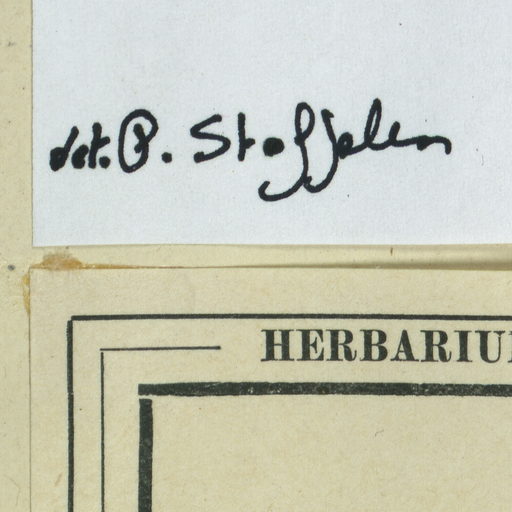 det. P. Stoffelen
HERBARIU